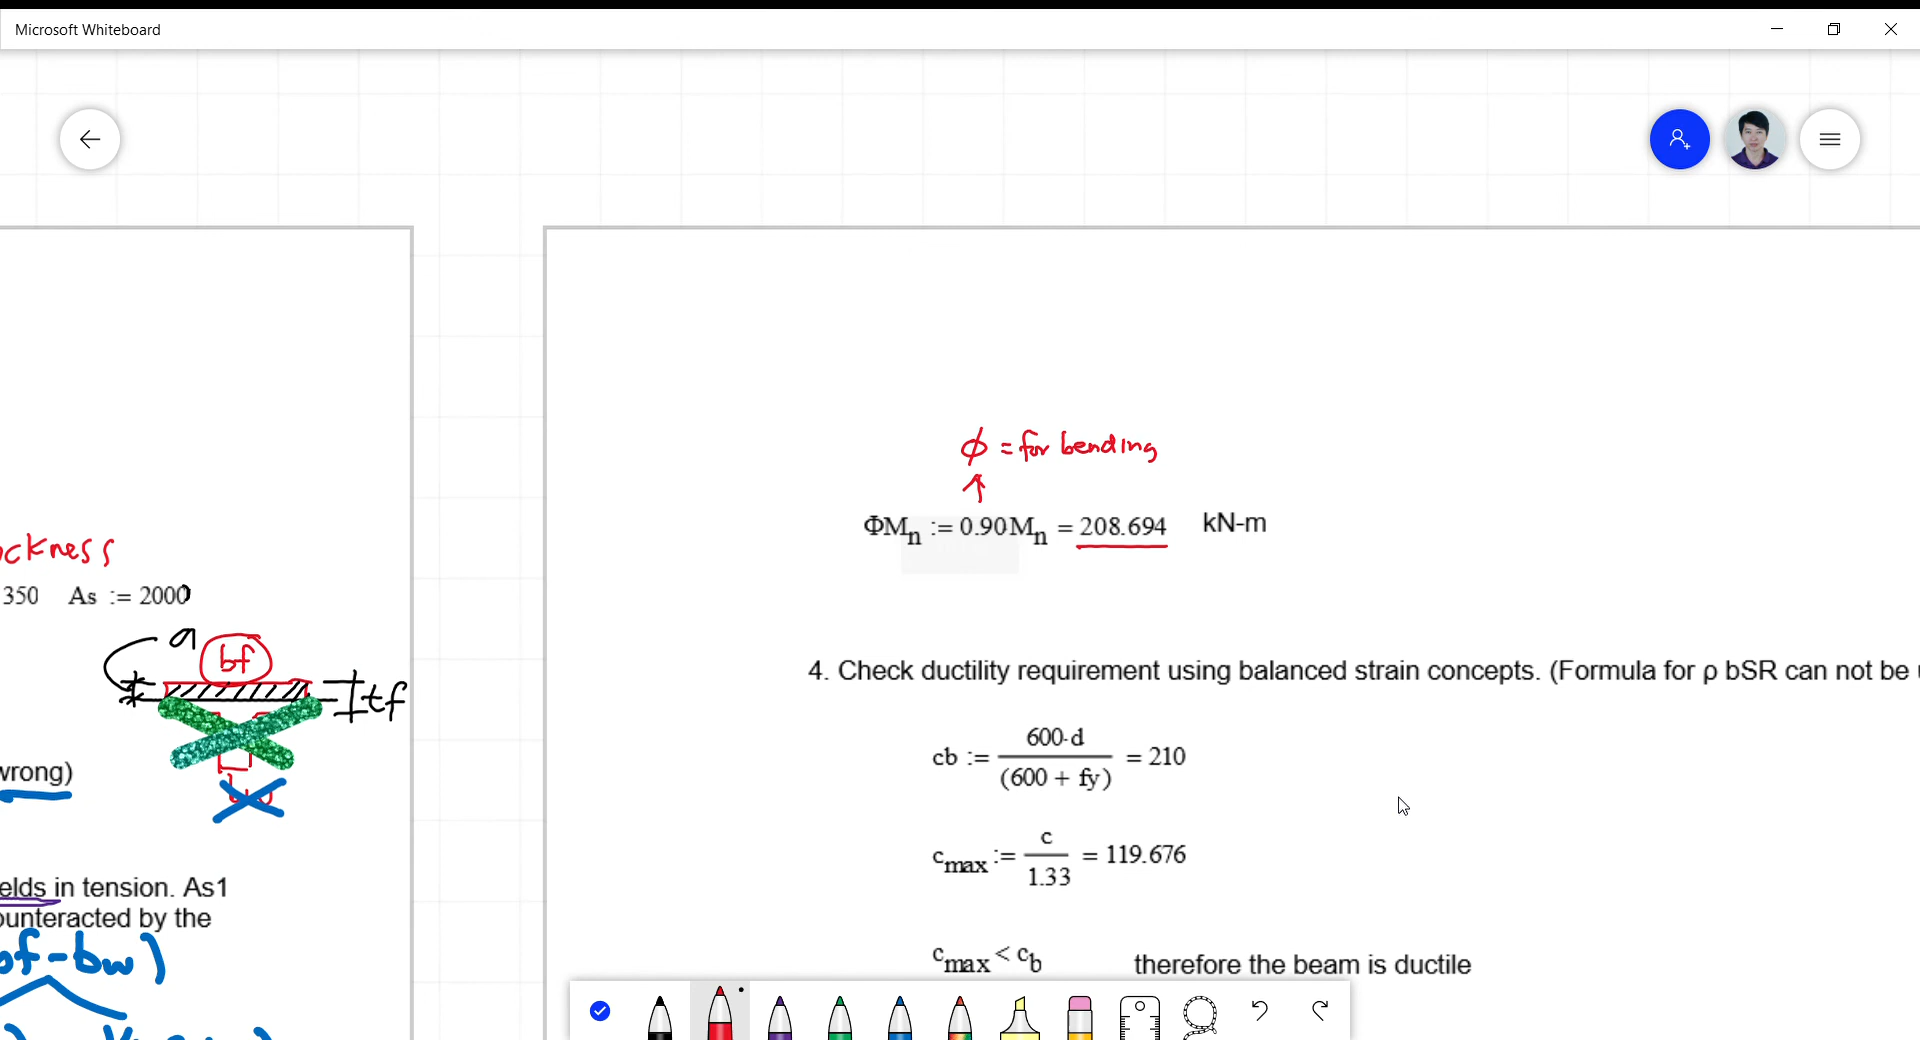 Microsoft Whiteboard
ckness
350 As := 2000
a
bf
tf
wrong)
elds in tension. As1
ounteracted by the
bf-bw)
ϕ = for bending
ΦMn := 0.90Mn = 208.694 kN-m
4. Check ductility requirement using balanced strain concepts. (Formula for ρ bSR can not be
cb := 600·d / (600 + fy) = 210
cmax := c / 1.33 = 119.676
cmax < cb therefore the beam is ductile